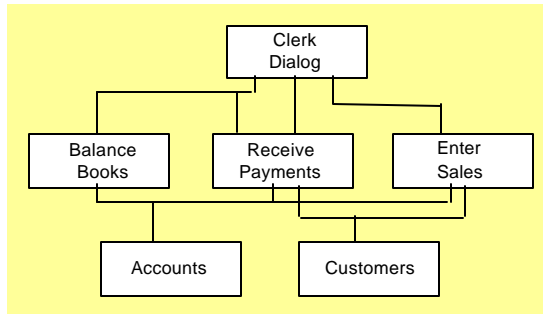 Clerk
Dialog
Balance
Books
Receive
Payments
Enter
Sales
Accounts
Customers